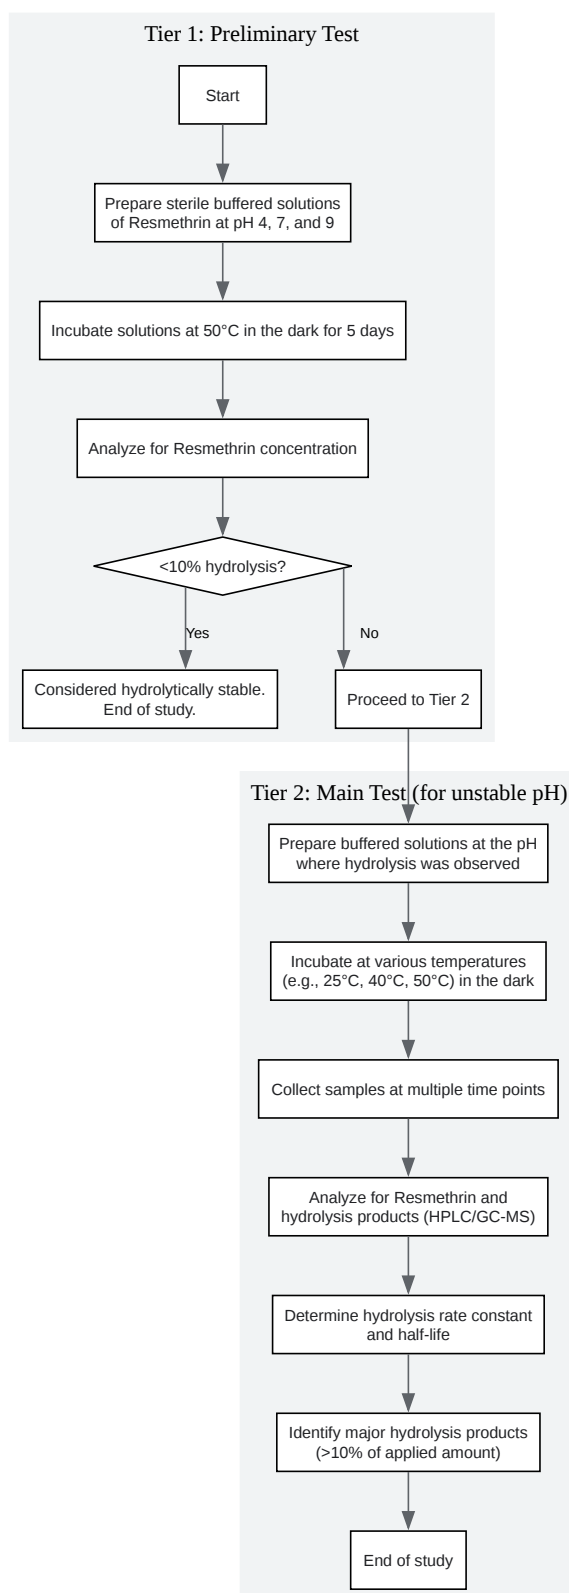 Tier 1: Preliminary Test
Start
Prepare sterile buffered solutions
of Resmethrin at pH 4, 7, and 9
Incubate solutions at 50°C in the dark for 5 days
Analyze for Resmethrin concentration
<10% hydrolysis?
Yes
No
Considered hydrolytically stable.
End of study.
Proceed to Tier 2
Tier 2: Main Test (for unstable pH)
Prepare buffered solutions at the pH
where hydrolysis was observed
Incubate at various temperatures
(e.g., 25°C, 40°C, 50°C) in the dark
Collect samples at multiple time points
Analyze for Resmethrin and
hydrolysis products (HPLC/GC-MS)
Determine hydrolysis rate constant
and half-life
Identify major hydrolysis products
(>10% of applied amount)
End of study